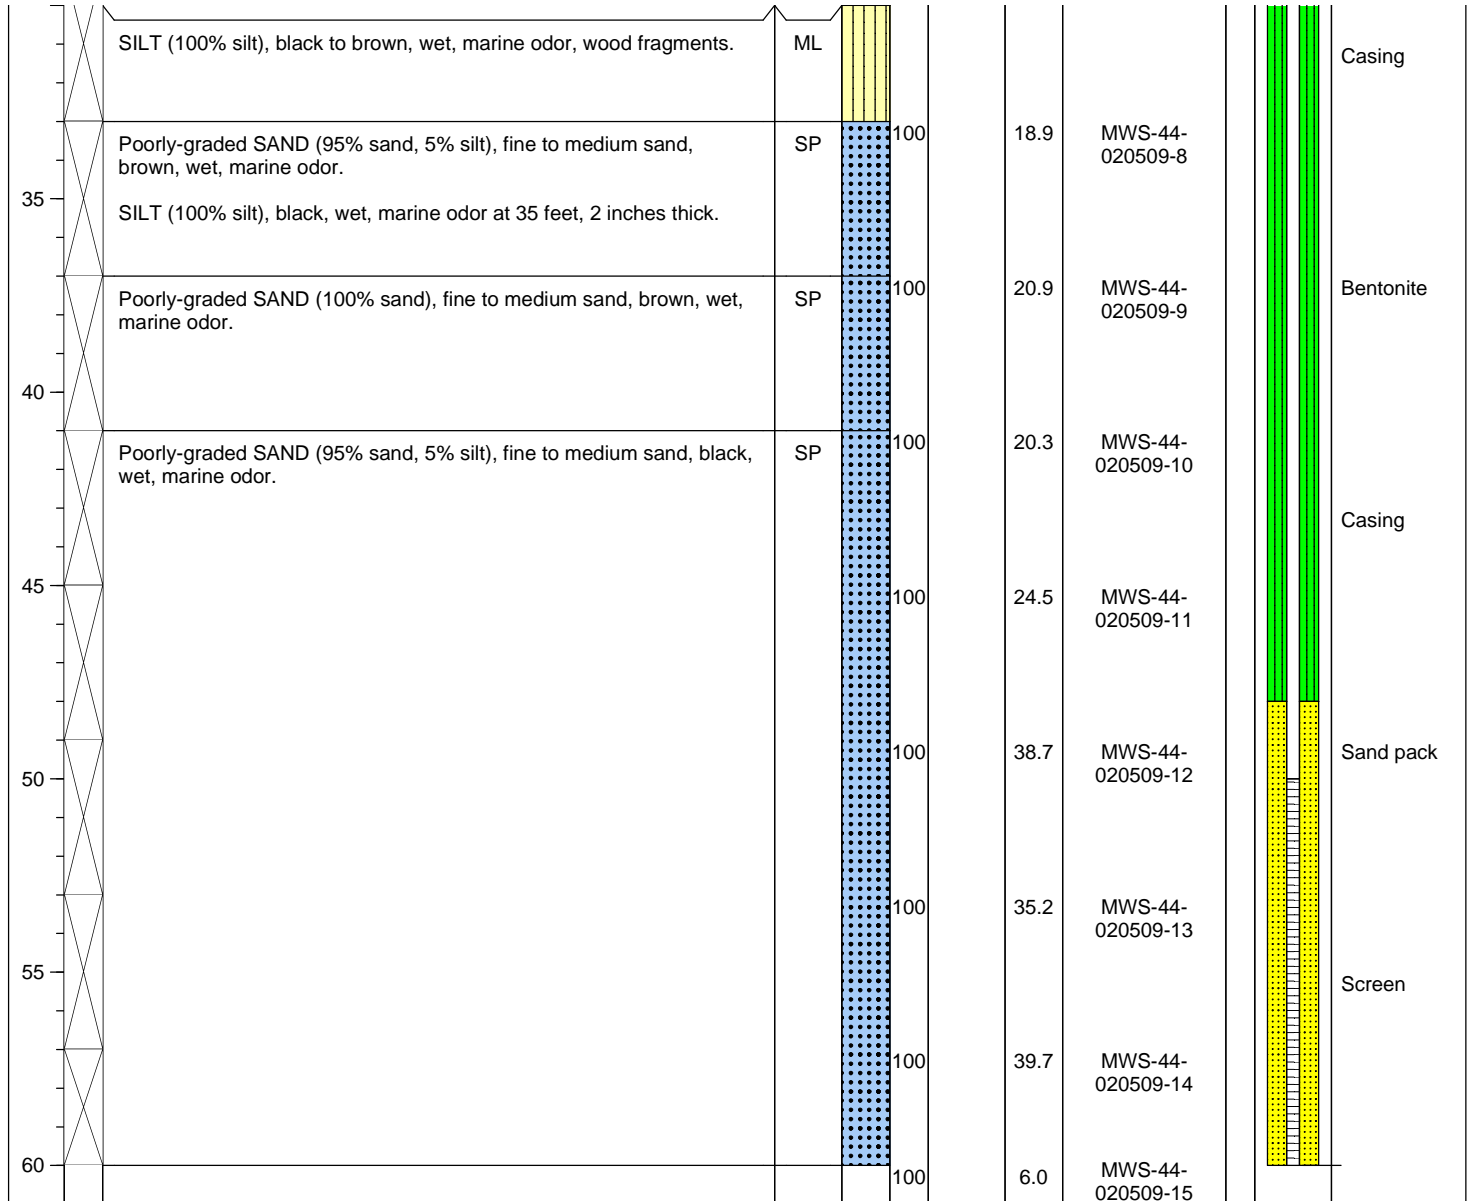 SILT (100% silt), black to brown, wet, marine odor, wood fragments.
ML
Casing
Poorly-graded SAND (95% sand, 5% silt), fine to medium sand,
brown, wet, marine odor.
SP
100
18.9
MWS-44-
020509-8
35
SILT (100% silt), black, wet, marine odor at 35 feet, 2 inches thick.
Poorly-graded SAND (100% sand), fine to medium sand, brown, wet,
marine odor.
SP
100
20.9
MWS-44-
020509-9
Bentonite
40
Poorly-graded SAND (95% sand, 5% silt), fine to medium sand, black,
wet, marine odor.
SP
100
20.3
MWS-44-
020509-10
Casing
45
100
24.5
MWS-44-
020509-11
50
100
38.7
MWS-44-
020509-12
Sand pack
100
35.2
MWS-44-
020509-13
55
Screen
100
39.7
MWS-44-
020509-14
60
100
6.0
MWS-44-
020509-15